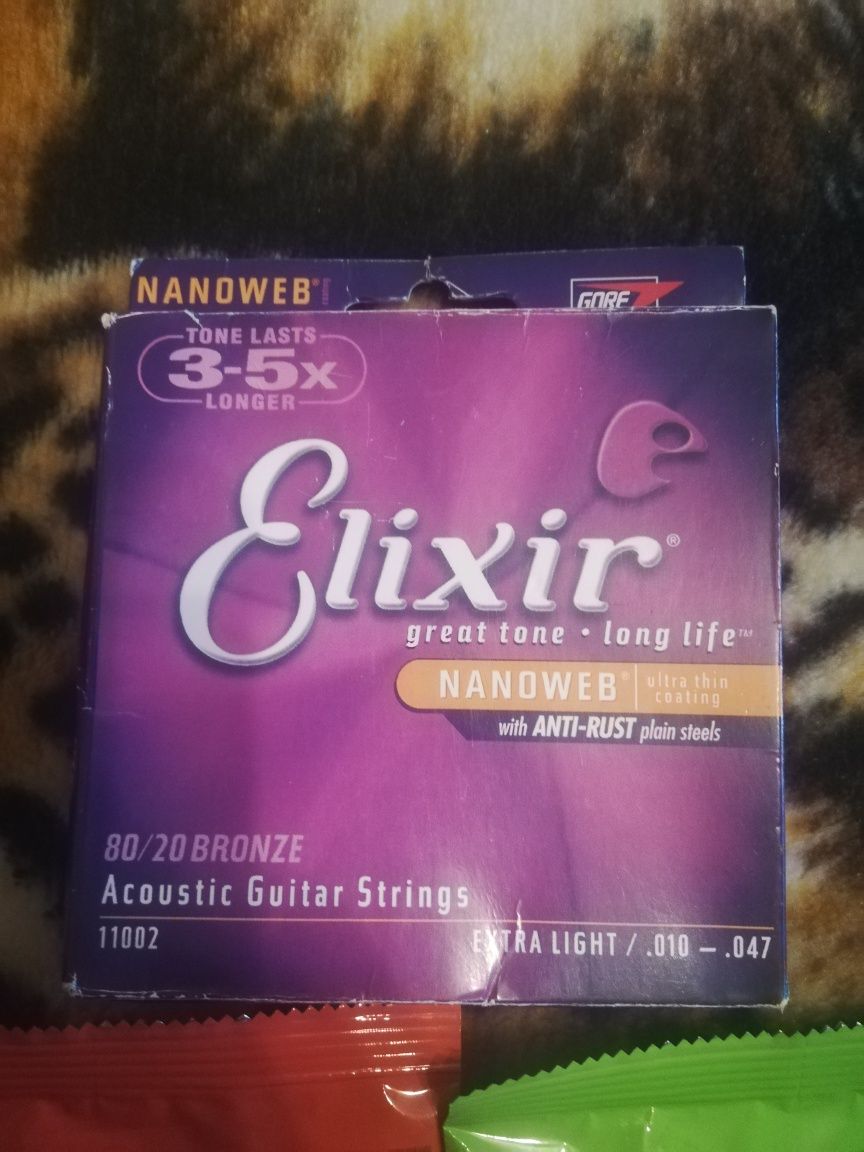 NANOWEB®
GORE
TONE LASTS
3-5x
LONGER
Elixir®
great tone • long life™
NANOWEB® ultra thin coating
with ANTI-RUST plain steels
80/20 BRONZE
Acoustic Guitar Strings
11002 EXTRA LIGHT / .010 – .047